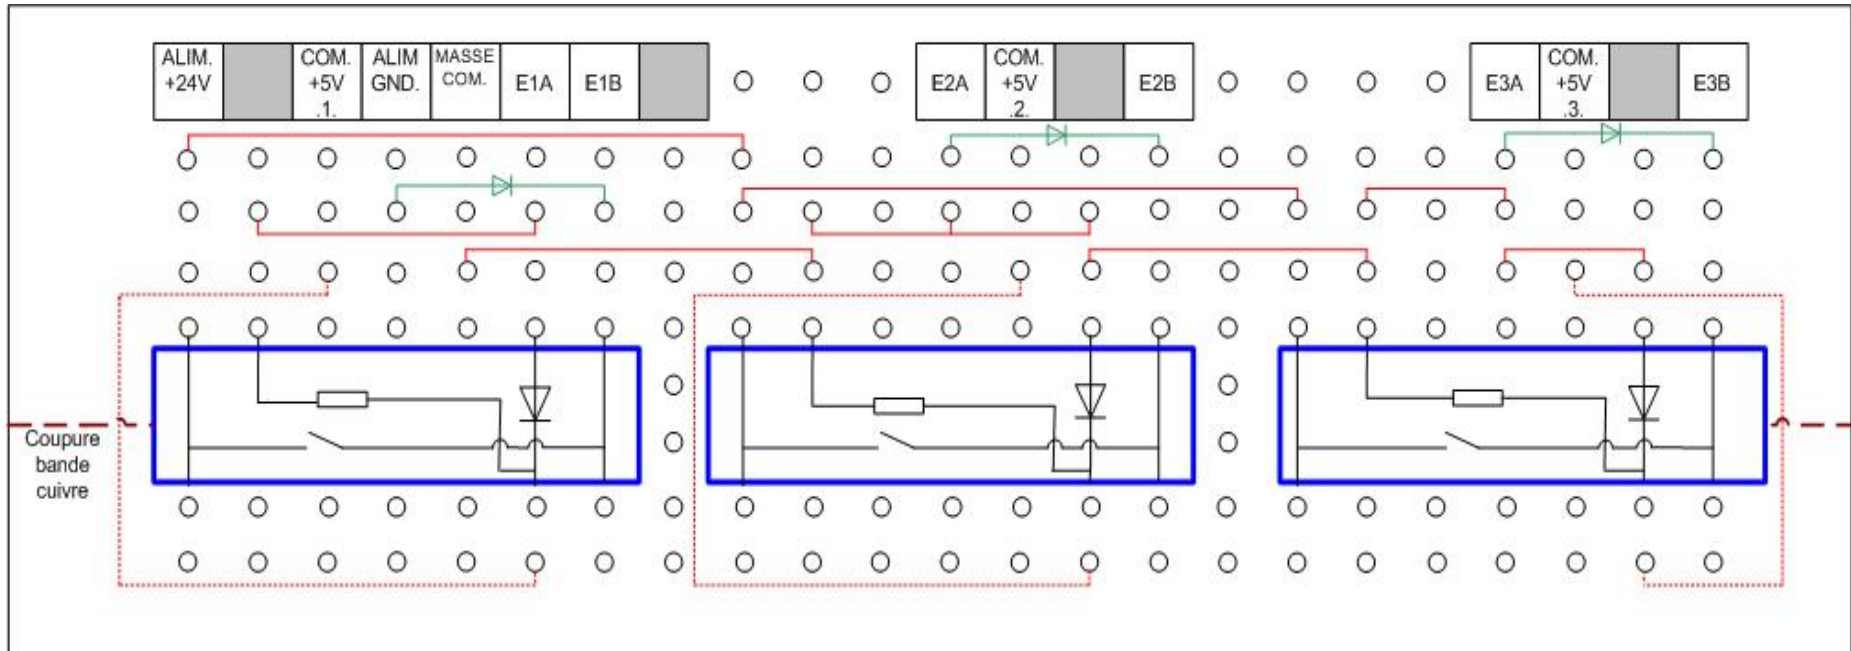 ALIM.
+24V
COM.
+5V
.1.
ALIM
GND.
MASSE
COM.
E1A
E1B
E2A
COM.
+5V
.2.
E2B
E3A
COM.
+5V
.3.
E3B
Coupure
bande
cuivre